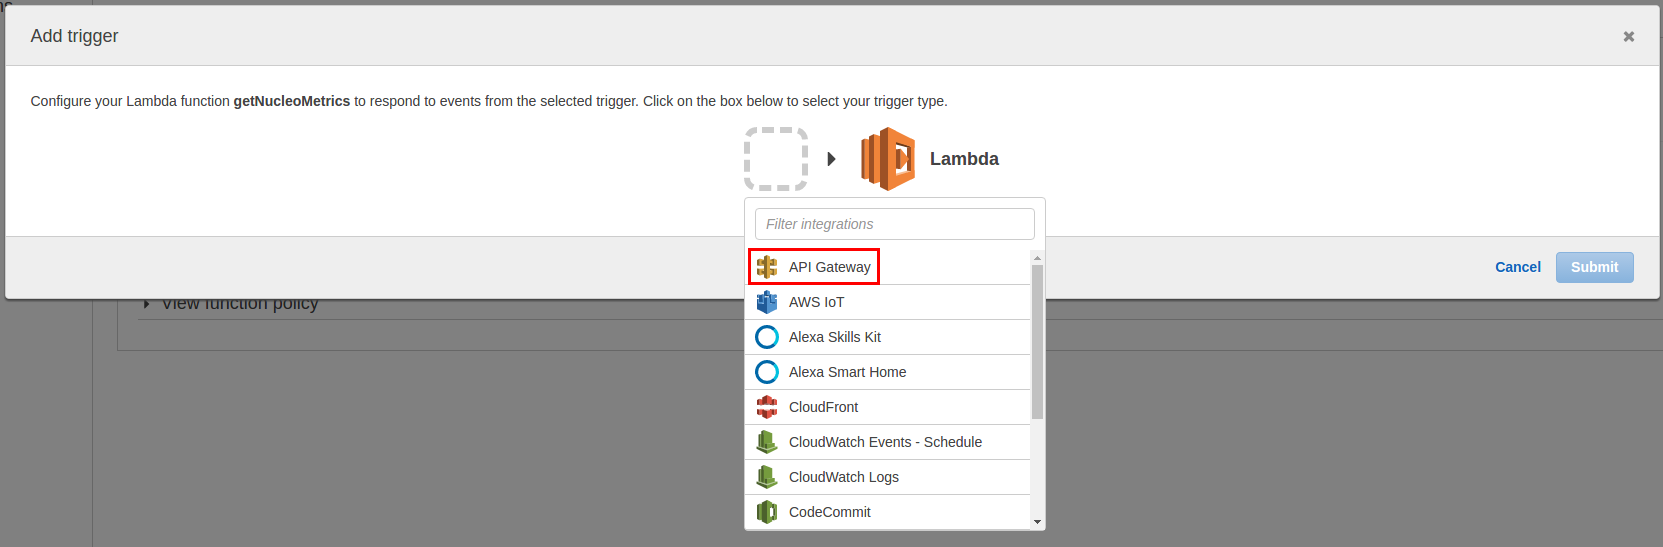 Add trigger
Configure your Lambda function getNucleoMetrics to respond to events from the selected trigger. Click on the box below to select your trigger type.
Lambda
Filter integrations
API Gateway
AWS IoT
Alexa Skills Kit
Alexa Smart Home
CloudFront
CloudWatch Events - Schedule
CloudWatch Logs
CodeCommit
Cancel
Submit
View function policy